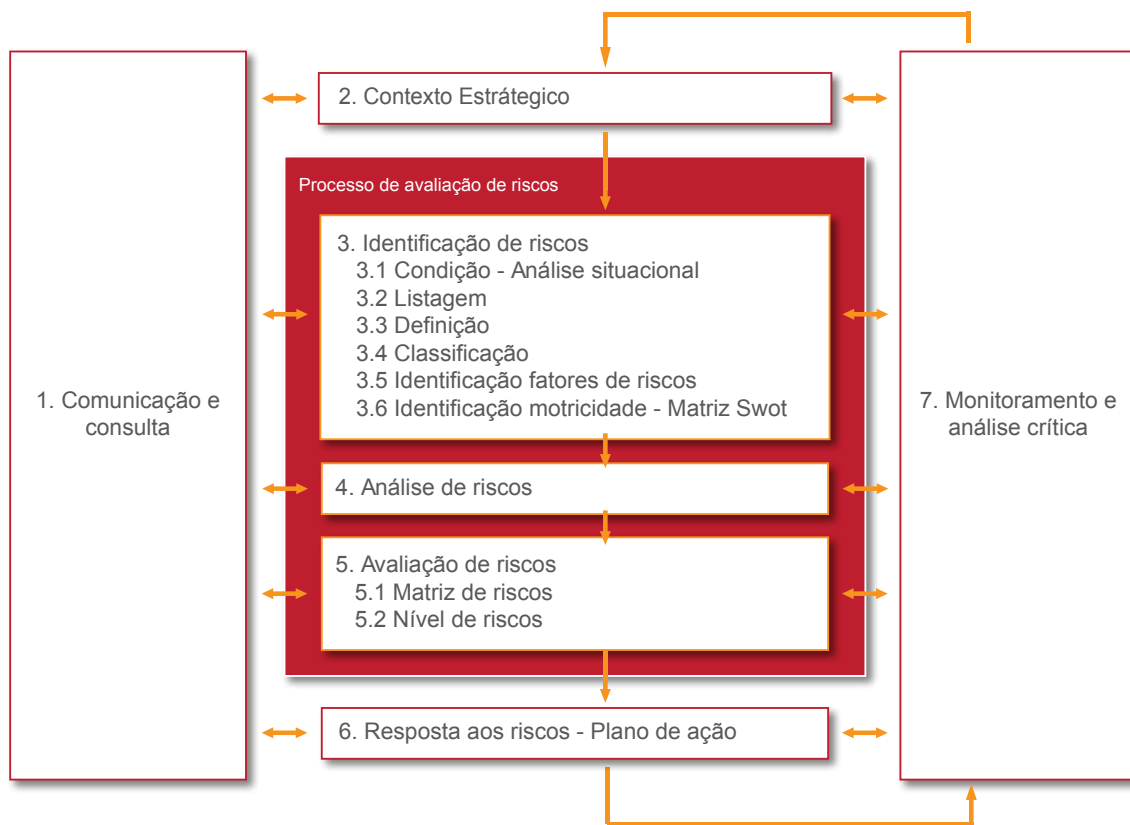 1. Comunicação e
consulta
2. Contexto Estrátegico
Processo de avaliação de riscos
3. Identificação de riscos
3.1 Condição - Análise situacional
3.2 Listagem
3.3 Definição
3.4 Classificação
3.5 Identificação fatores de riscos
3.6 Identificação motricidade - Matriz Swot
4. Análise de riscos
5. Avaliação de riscos
5.1 Matriz de riscos
5.2 Nível de riscos
6. Resposta aos riscos - Plano de ação
7. Monitoramento e
análise crítica